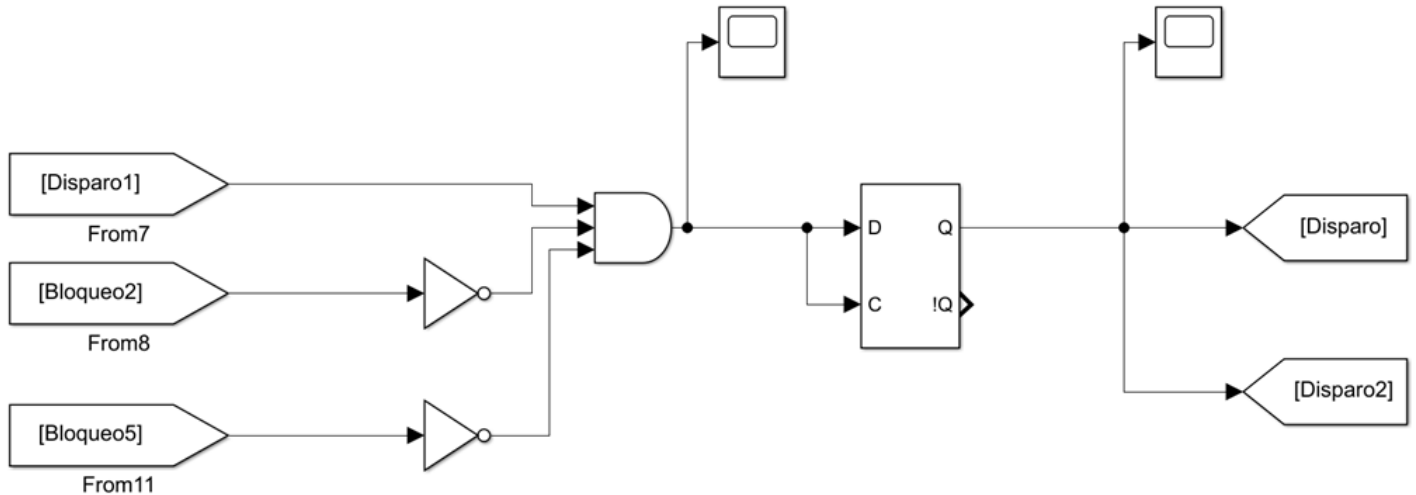 [Disparo1]
From7
[Bloqueo2]
From8
[Bloqueo5]
From11
D
Q
C
!Q
[Disparo]
[Disparo2]